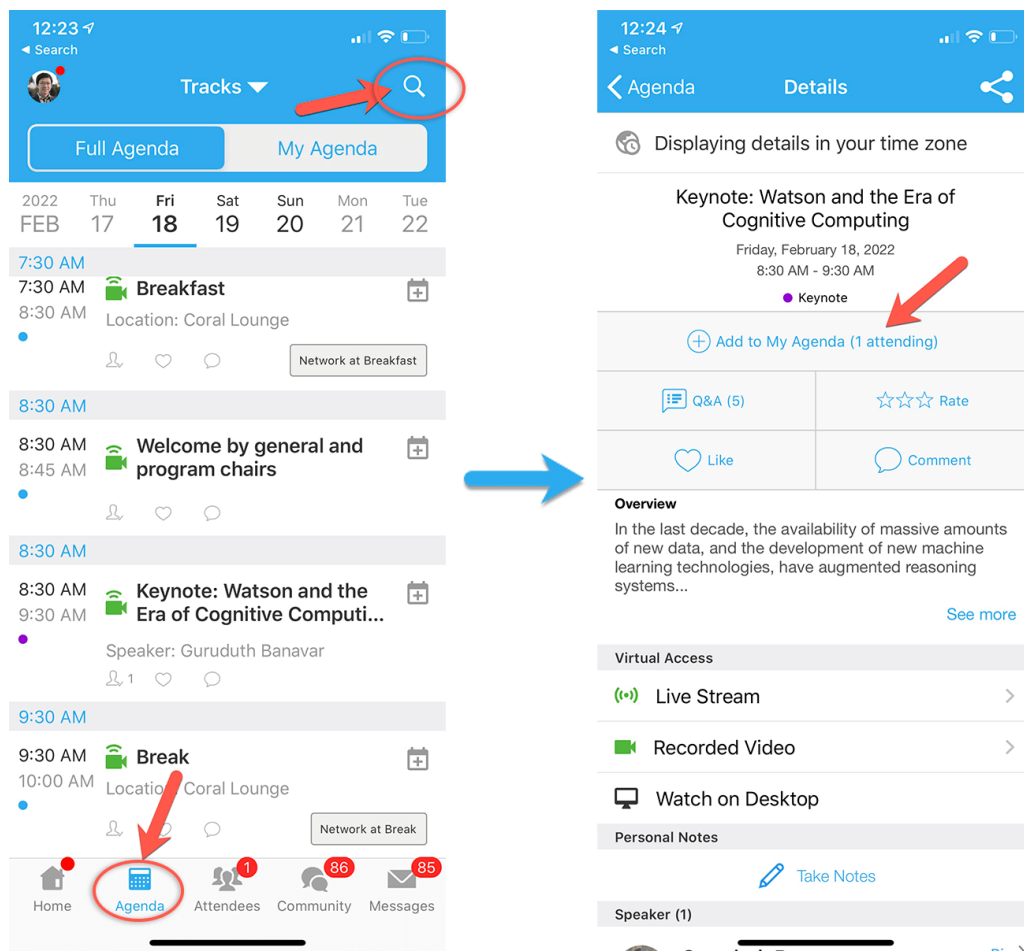 12:23
◀ Search
Tracks
Full Agenda
My Agenda
2022 Thu Fri Sat Sun Mon Tue
FEB 17 18 19 20 21 22
7:30 AM
7:30 AM
8:30 AM
Breakfast
Location: Coral Lounge
Network at Breakfast
8:30 AM
8:30 AM
8:45 AM
Welcome by general and
program chairs
8:30 AM
8:30 AM
9:30 AM
Keynote: Watson and the
Era of Cognitive Computi...
Speaker: Guruduth Banavar
1
9:30 AM
9:30 AM
10:00 AM
Break
Location: Coral Lounge
Network at Break
1
86
85
Home
Agenda
Attendees
Community
Messages
12:24
◀ Search
Agenda
Details
Displaying details in your time zone
Keynote: Watson and the Era of
Cognitive Computing
Friday, February 18, 2022
8:30 AM - 9:30 AM
Keynote
Add to My Agenda (1 attending)
Q&A (5)
Rate
Like
Comment
Overview
In the last decade, the availability of massive amounts
of new data, and the development of new machine
learning technologies, have augmented reasoning
systems...
See more
Virtual Access
Live Stream
Recorded Video
Watch on Desktop
Personal Notes
Take Notes
Speaker (1)